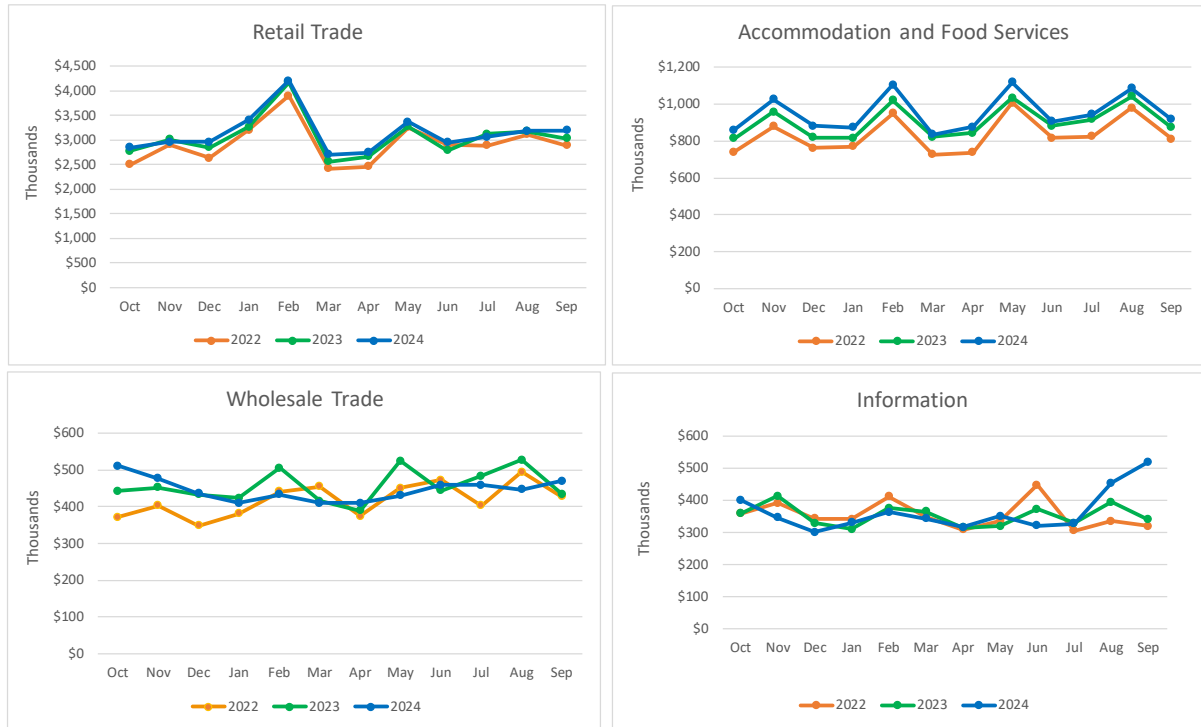 Retail Trade
Thousands
$4,500
$4,000
$3,500
$3,000
$2,500
$2,000
$1,500
$1,000
$500
$0
Oct Nov Dec Jan Feb Mar Apr May Jun Jul Aug Sep
2022 2023 2024
Accommodation and Food Services
Thousands
$1,200
$1,000
$800
$600
$400
$200
$0
Oct Nov Dec Jan Feb Mar Apr May Jun Jul Aug Sep
2022 2023 2024
Wholesale Trade
Thousands
$600
$500
$400
$300
$200
$100
$0
Oct Nov Dec Jan Feb Mar Apr May Jun Jul Aug Sep
2022 2023 2024
Information
Thousands
$600
$500
$400
$300
$200
$100
$0
Oct Nov Dec Jan Feb Mar Apr May Jun Jul Aug Sep
2022 2023 2024